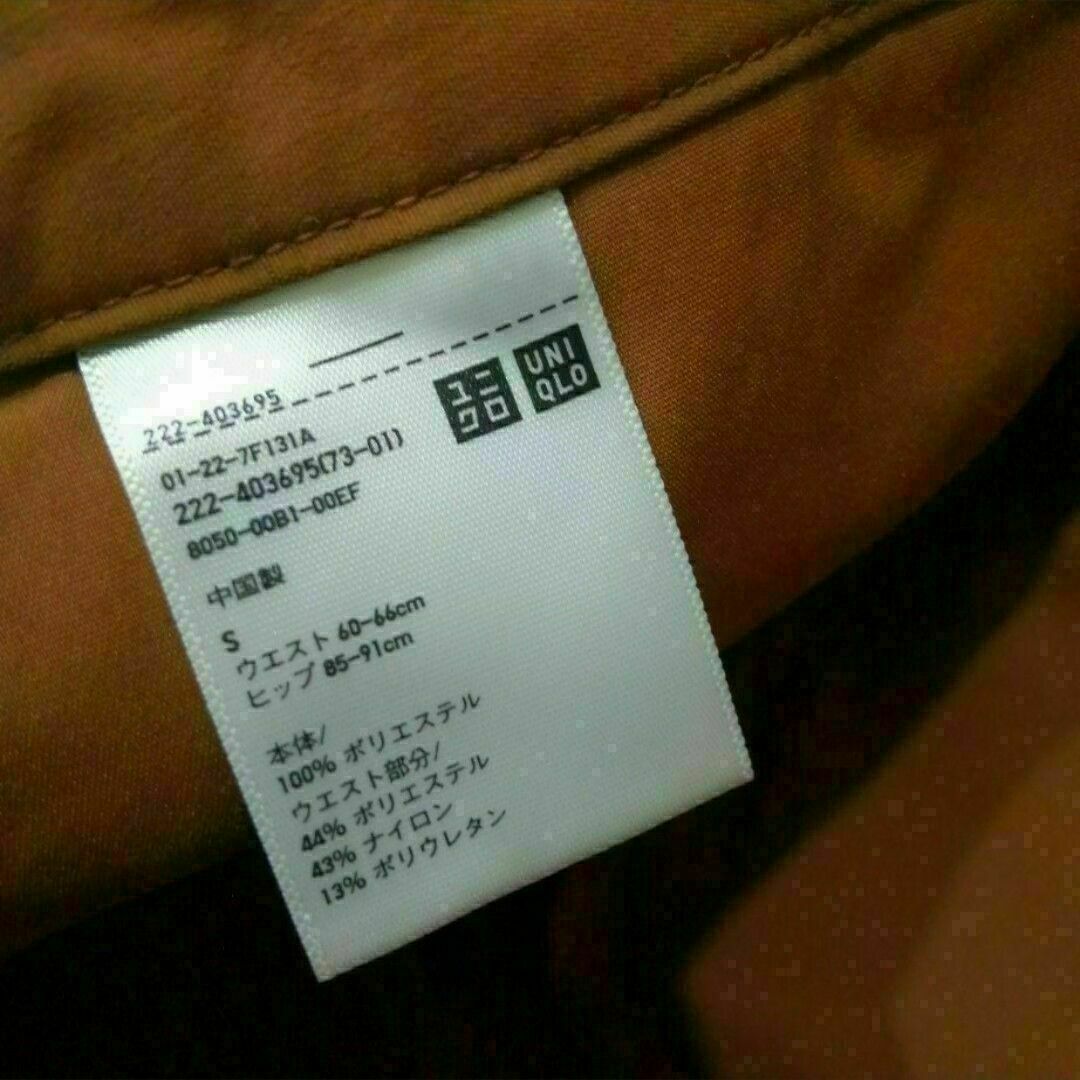 222-403695
ユニ
クロ
UNI
QLO
01-22-7F131A
222-403695(73-01)
8050-00B1-00EF
中国製
S
ウエスト 60-66cm
ヒップ 85-91cm
本体/
100% ポリエステル
ウエスト部分/
44% ポリエステル
43% ナイロン
13% ポリウレタン